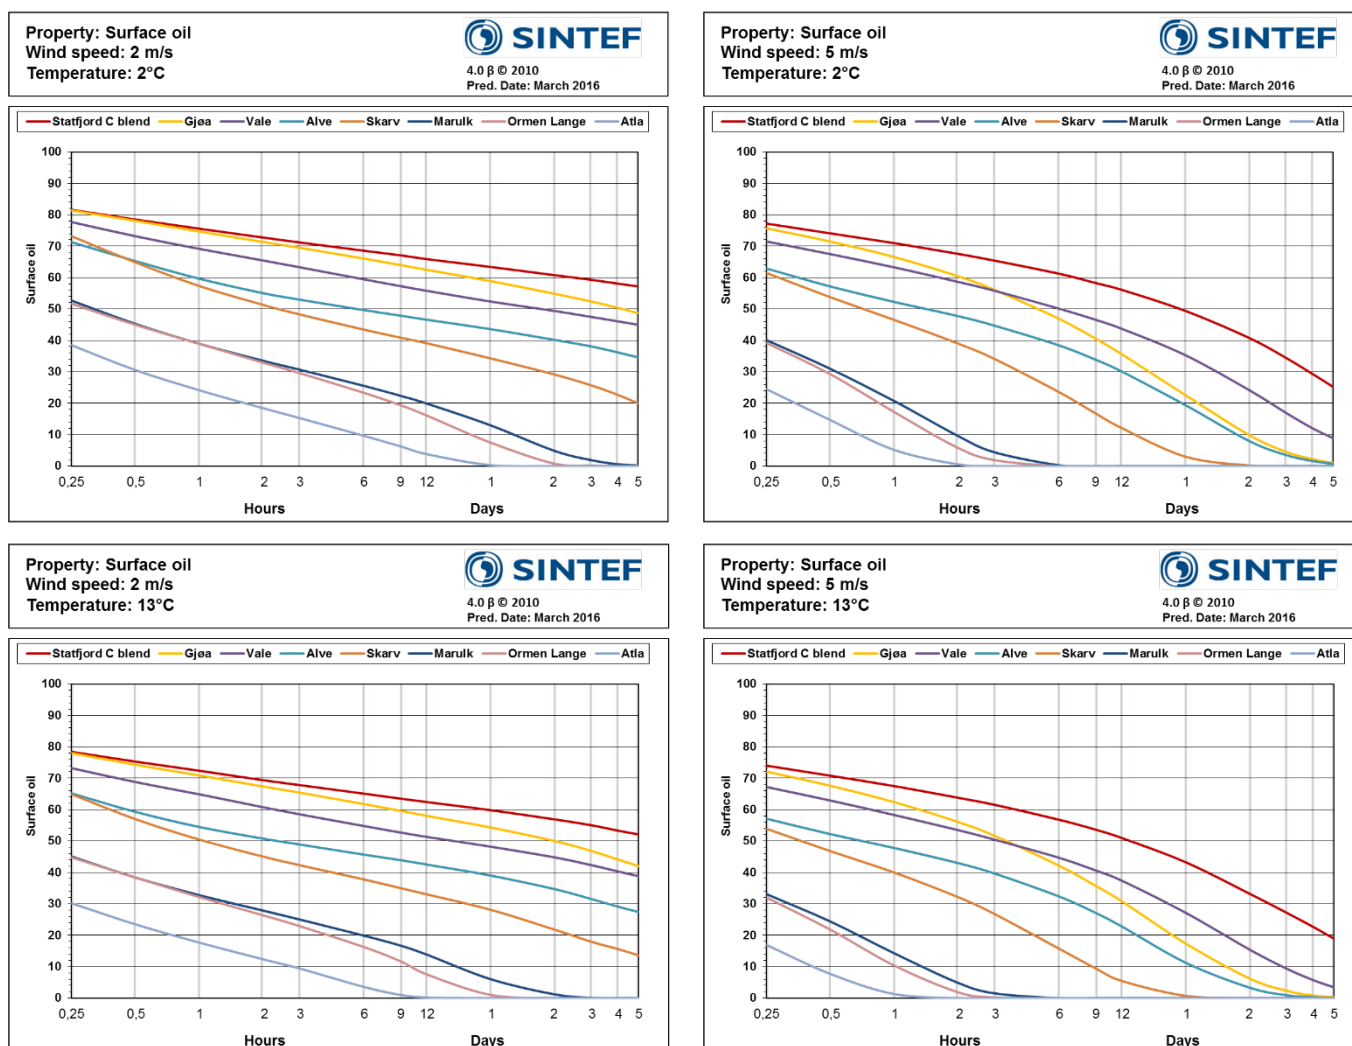 Property: Surface oil
Wind speed: 2 m/s
Temperature: 2°C
SINTEF
4.0 β © 2010
Pred. Date: March 2016
Statfjord C blend Gjøa Vale Alve Skarv Marulk Ormen Lange Atla
100
90
80
70
60
50
40
30
20
10
0
Surface oil
0,25 0,5 1 2 3 6 9 12 1 2 3 4 5
Hours Days
Property: Surface oil
Wind speed: 5 m/s
Temperature: 2°C
SINTEF
4.0 β © 2010
Pred. Date: March 2016
Statfjord C blend Gjøa Vale Alve Skarv Marulk Ormen Lange Atla
100
90
80
70
60
50
40
30
20
10
0
Surface oil
0,25 0,5 1 2 3 6 9 12 1 2 3 4 5
Hours Days
Property: Surface oil
Wind speed: 2 m/s
Temperature: 13°C
SINTEF
4.0 β © 2010
Pred. Date: March 2016
Statfjord C blend Gjøa Vale Alve Skarv Marulk Ormen Lange Atla
100
90
80
70
60
50
40
30
20
10
0
Surface oil
0,25 0,5 1 2 3 6 9 12 1 2 3 4 5
Hours Days
Property: Surface oil
Wind speed: 5 m/s
Temperature: 13°C
SINTEF
4.0 β © 2010
Pred. Date: March 2016
Statfjord C blend Gjøa Vale Alve Skarv Marulk Ormen Lange Atla
100
90
80
70
60
50
40
30
20
10
0
Surface oil
0,25 0,5 1 2 3 6 9 12 1 2 3 4 5
Hours Days